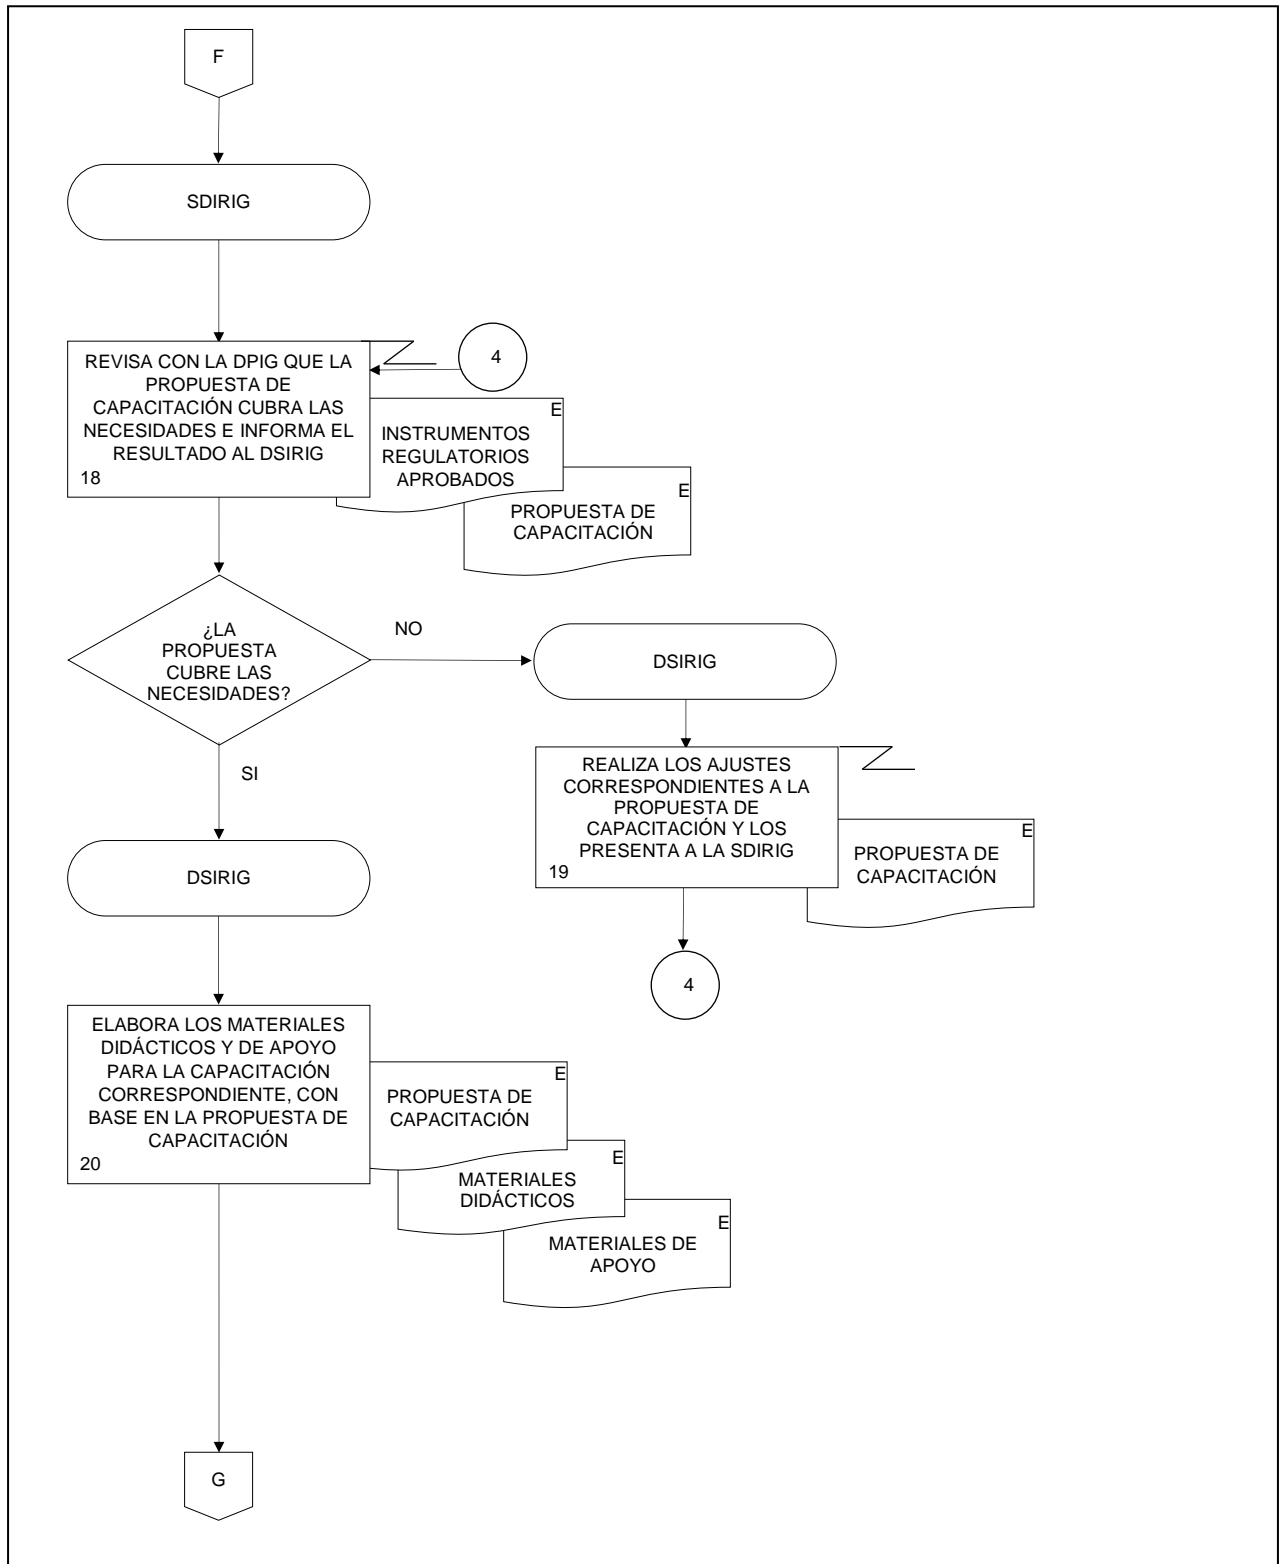 F
SDIRIG
REVISA CON LA DPIG QUE LA
PROPUESTA DE
CAPACITACIÓN CUBRA LAS
NECESIDADES E INFORMA EL
RESULTADO AL DSIRIG
18
4
E
INSTRUMENTOS
REGULATORIOS
APROBADOS
E
PROPUESTA DE
CAPACITACIÓN
¿LA
PROPUESTA
CUBRE LAS
NECESIDADES?
NO
DSIRIG
REALIZA LOS AJUSTES
CORRESPONDIENTES A LA
PROPUESTA DE
CAPACITACIÓN Y LOS
PRESENTA A LA SDIRIG
19
E
PROPUESTA DE
CAPACITACIÓN
4
SI
DSIRIG
ELABORA LOS MATERIALES
DIDÁCTICOS Y DE APOYO
PARA LA CAPACITACIÓN
CORRESPONDIENTE, CON
BASE EN LA PROPUESTA DE
CAPACITACIÓN
20
E
PROPUESTA DE
CAPACITACIÓN
E
MATERIALES
DIDÁCTICOS
E
MATERIALES DE
APOYO
G